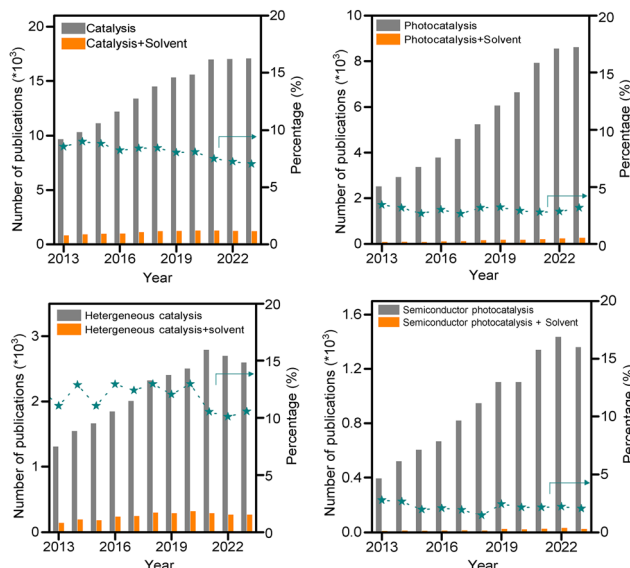 Catalysis
Catalysis+Solvent
Number of publications (*10³)
0
5
10
15
20
2013
2016
2019
2022
Year
0
5
10
15
20
Percentage (%)
Photocatalysis
Photocatalysis+Solvent
Number of publications (*10³)
0
2
4
6
8
10
2013
2016
2019
2022
Year
0
5
10
15
20
Percentage (%)
Hetergeneous catalysis
Hetergeneous catalysis+solvent
Number of publications (*10³)
0
1
2
3
2013
2016
2019
2022
Year
0
5
10
15
20
Percentage (%)
Semiconductor photocatalysis
Semiconductor photocatalysis + Solvent
Number of publications (*10³)
0.0
0.4
0.8
1.2
1.6
2013
2016
2019
2022
Year
0
5
10
15
20
Percentage (%)